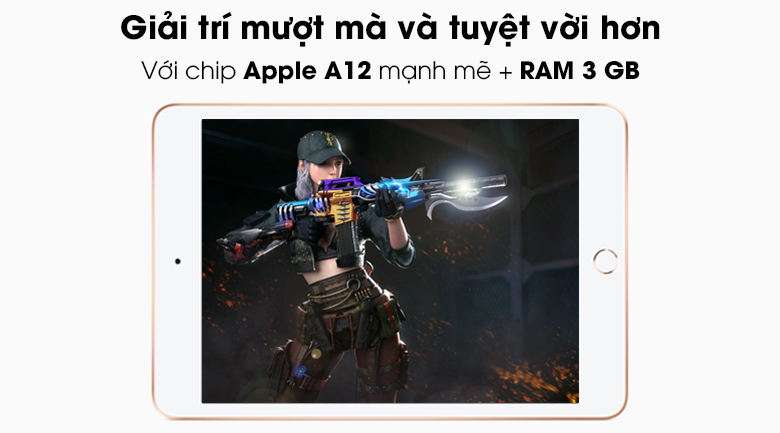 Giải trí mượt mà và tuyệt vời hơn
Với chip Apple A12 mạnh mẽ + RAM 3 GB